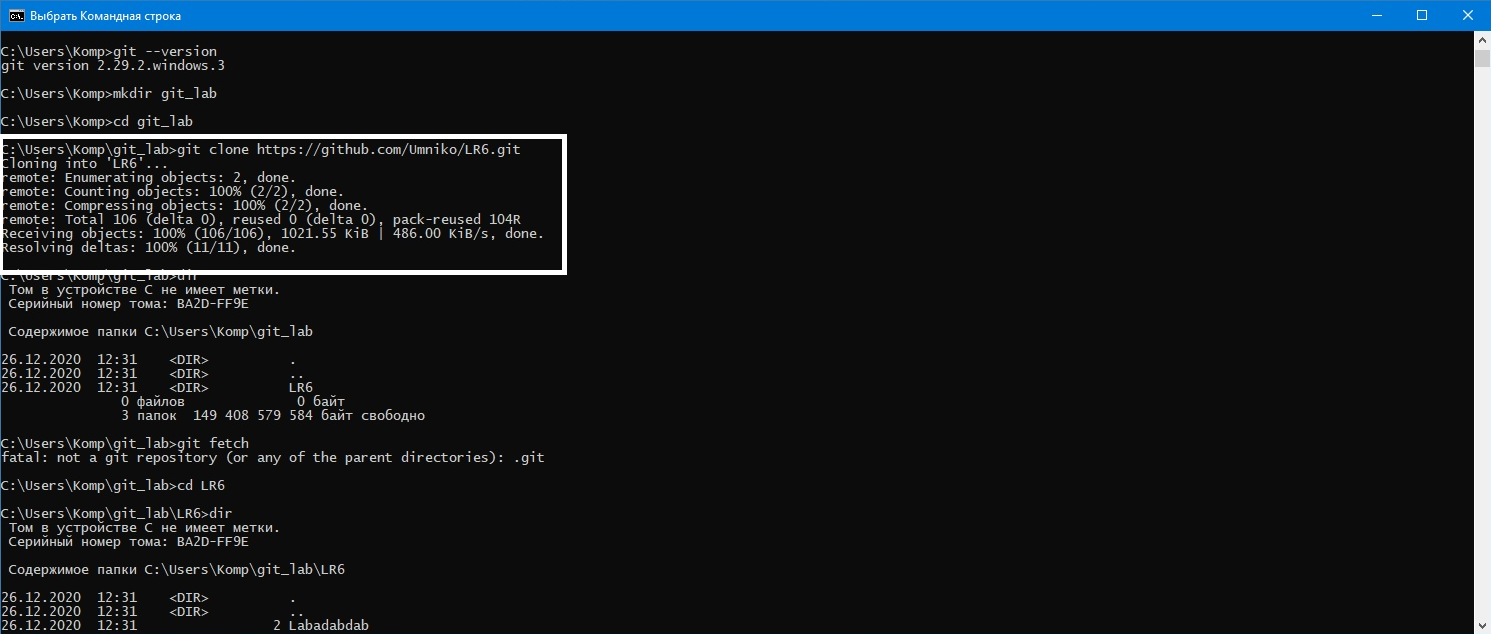 Выбрать Командная строка
C:\Users\Komp>git --version
git version 2.29.2.windows.3
C:\Users\Komp>mkdir git_lab
C:\Users\Komp>cd git_lab
C:\Users\Komp\git_lab>git clone https://github.com/Umniko/LR6.git
Cloning into 'LR6'...
remote: Enumerating objects: 2, done.
remote: Counting objects: 100% (2/2), done.
remote: Compressing objects: 100% (2/2), done.
remote: Total 106 (delta 0), reused 0 (delta 0), pack-reused 104R
Receiving objects: 100% (106/106), 1021.55 KiB | 486.00 KiB/s, done.
Resolving deltas: 100% (11/11), done.
C:\Users\Komp\git_lab>dir
Том в устройстве C не имеет метки.
Серийный номер тома: BA2D-FF9E
Содержимое папки C:\Users\Komp\git_lab
26.12.2020  12:31    <DIR>          .
26.12.2020  12:31    <DIR>          ..
26.12.2020  12:31    <DIR>          LR6
0 файлов              0 байт
3 папок  149 408 579 584 байт свободно
C:\Users\Komp\git_lab>git fetch
fatal: not a git repository (or any of the parent directories): .git
C:\Users\Komp\git_lab>cd LR6
C:\Users\Komp\git_lab\LR6>dir
Том в устройстве C не имеет метки.
Серийный номер тома: BA2D-FF9E
Содержимое папки C:\Users\Komp\git_lab\LR6
26.12.2020  12:31    <DIR>          .
26.12.2020  12:31    <DIR>          ..
26.12.2020  12:31                 2 Labadabdab